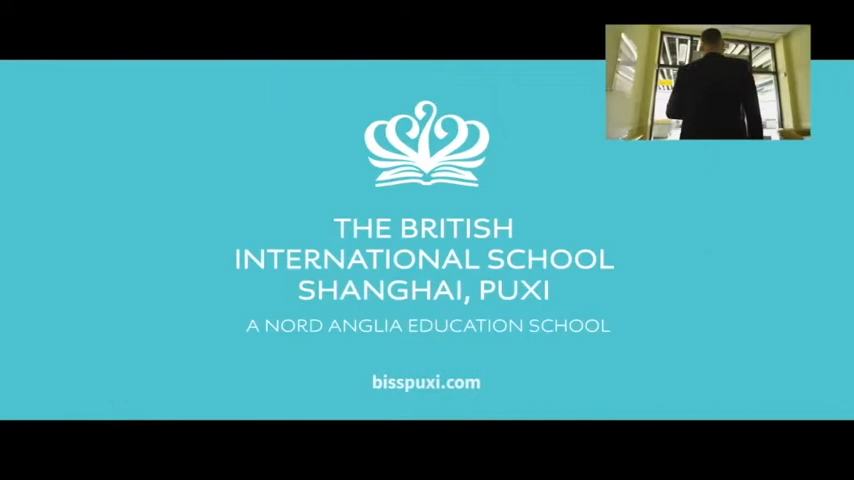 THE BRITISH
INTERNATIONAL SCHOOL
SHANGHAI, PUXI
A NORD ANGLIA EDUCATION SCHOOL
bisspuxi.com